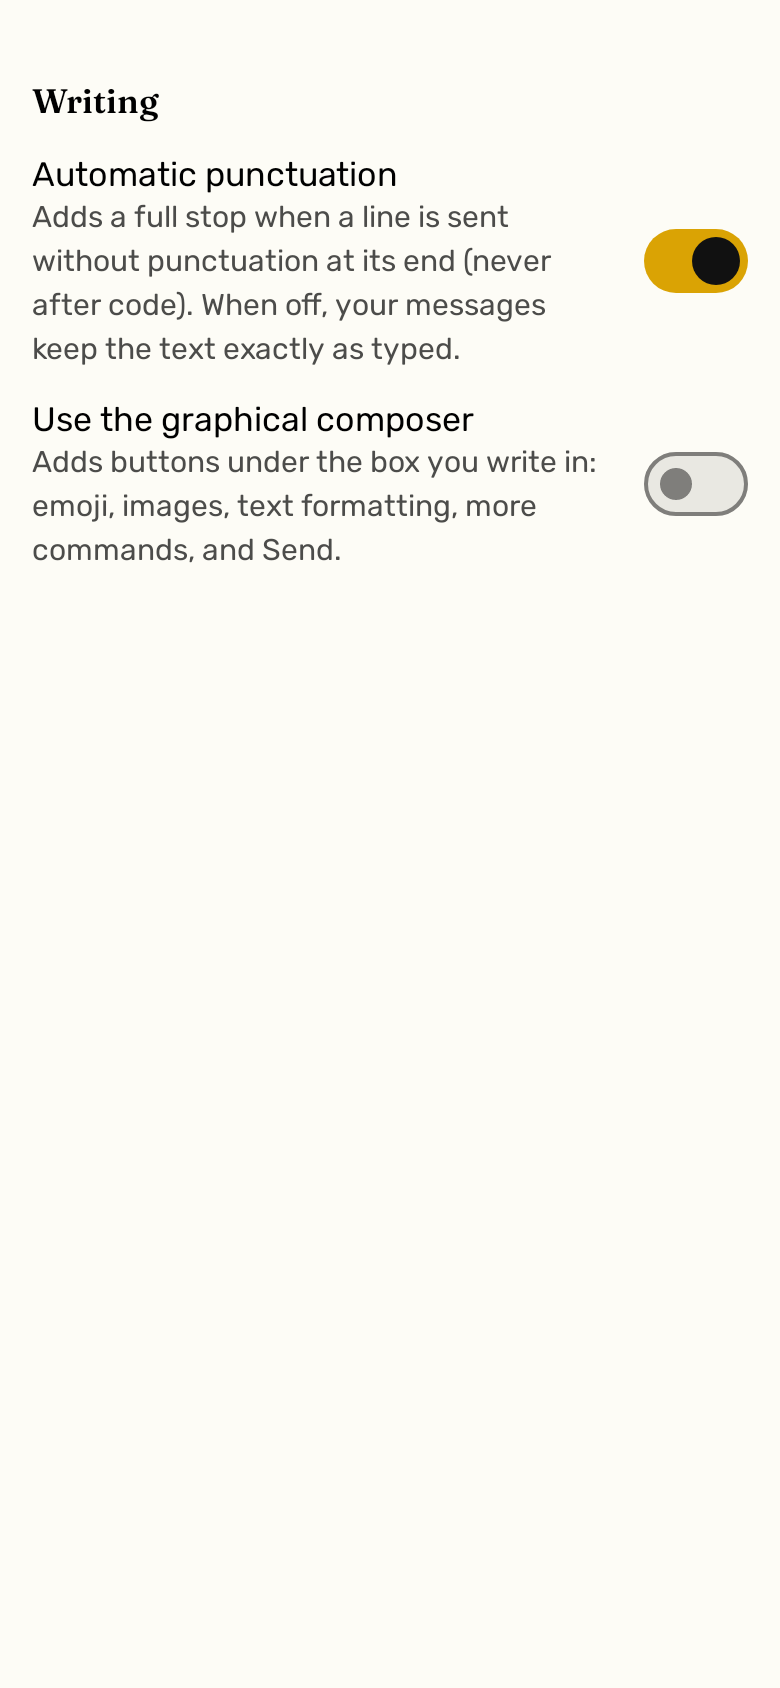 Writing
Automatic punctuation
Adds a full stop when a line is sent
without punctuation at its end (never
after code). When off, your messages
keep the text exactly as typed.
Use the graphical composer
Adds buttons under the box you write in:
emoji, images, text formatting, more
commands, and Send.